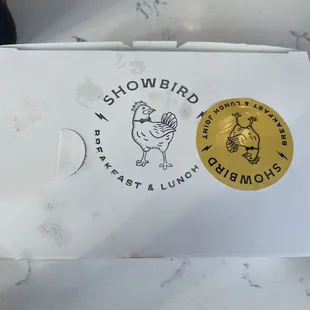 SHOWBIRD
BREAKFAST & LUNCH
SHOWBIRD
BREAKFAST & LUNCH JOINT